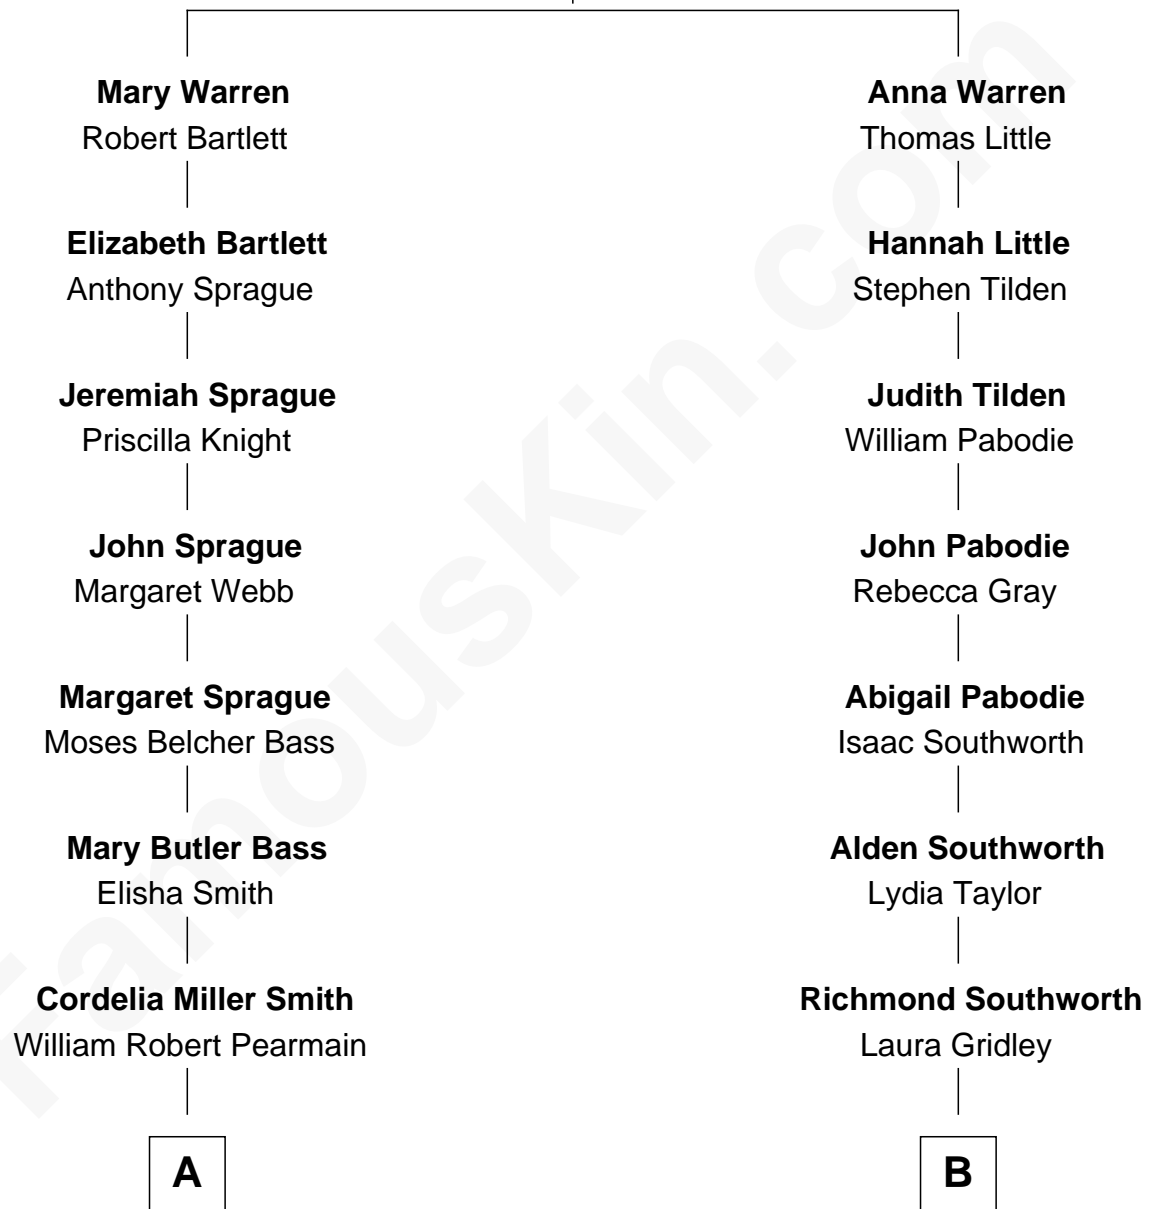 Mary Warren
Robert Bartlett
Anna Warren
Thomas Little
Elizabeth Bartlett
Anthony Sprague
Hannah Little
Stephen Tilden
Jeremiah Sprague
Priscilla Knight
Judith Tilden
William Pabodie
John Sprague
Margaret Webb
John Pabodie
Rebecca Gray
Margaret Sprague
Moses Belcher Bass
Abigail Pabodie
Isaac Southworth
Mary Butler Bass
Elisha Smith
Alden Southworth
Lydia Taylor
Cordelia Miller Smith
William Robert Pearmain
Richmond Southworth
Laura Gridley
A
B
FamousKin.com